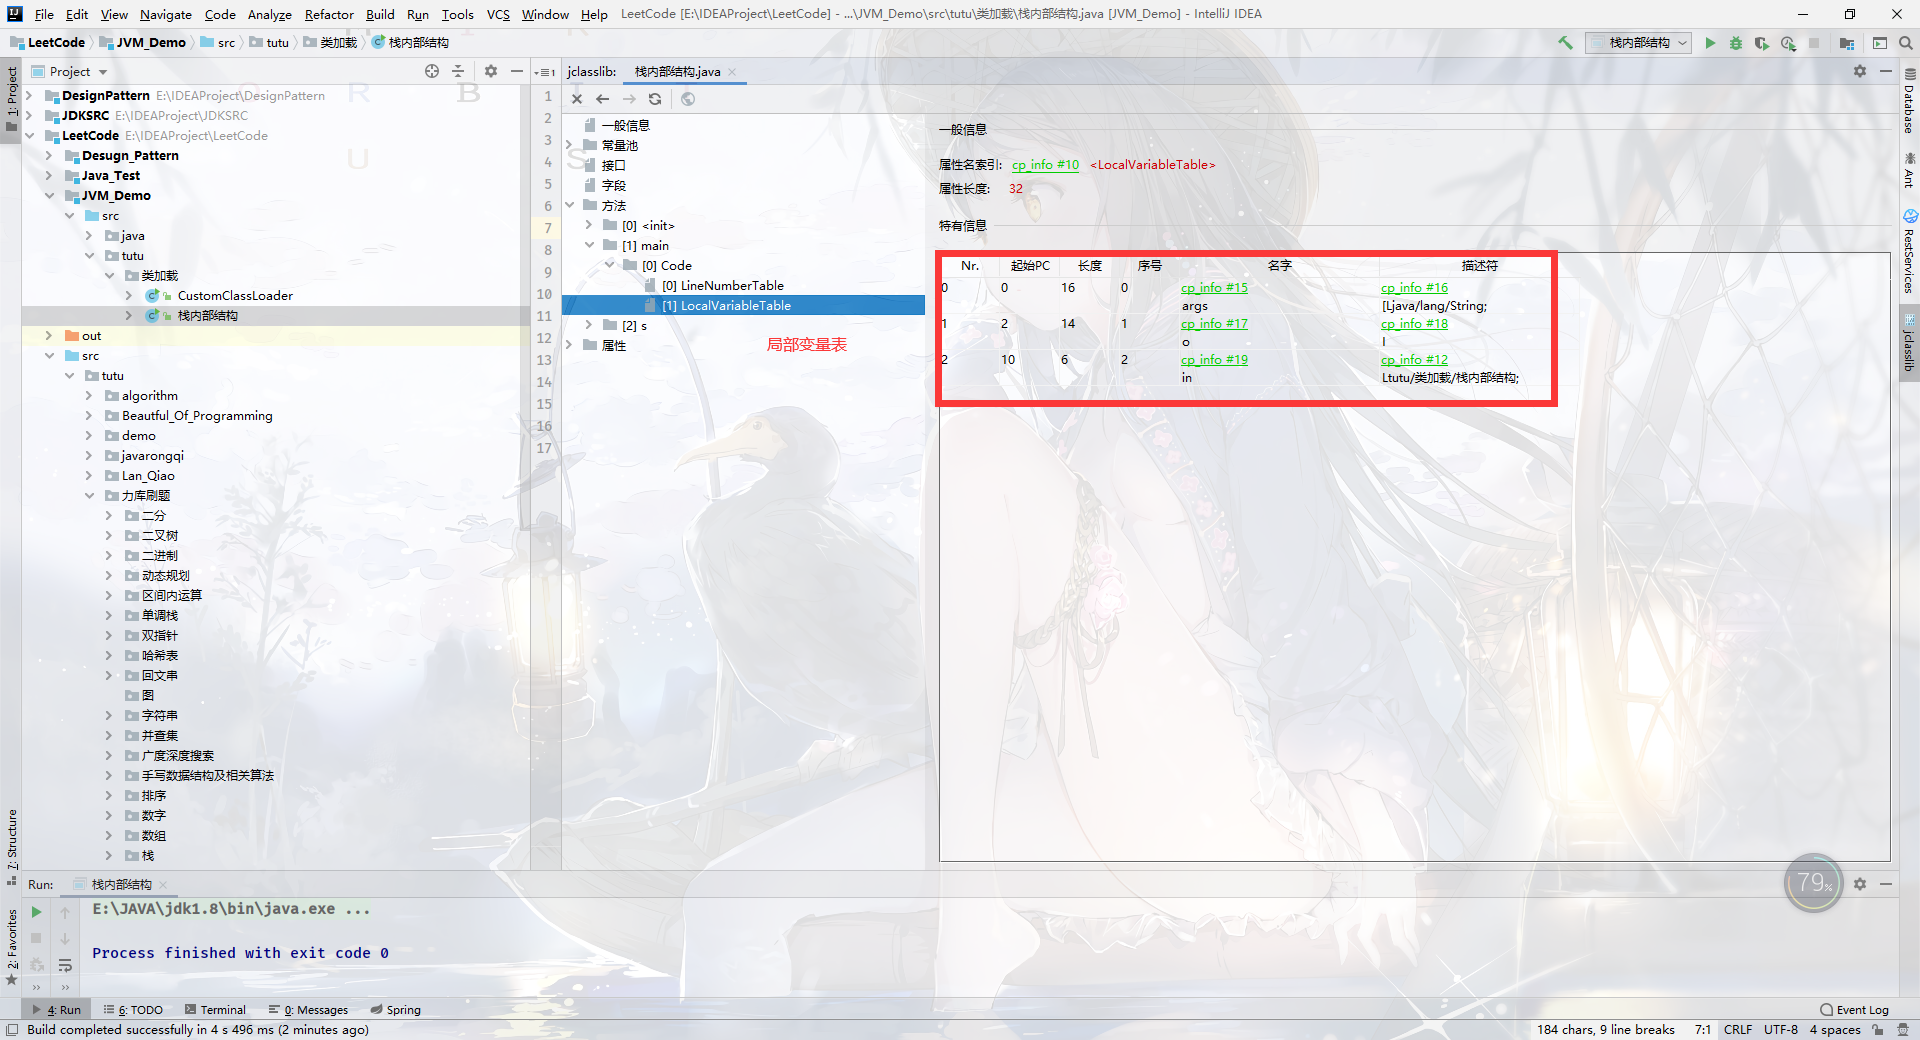 File Edit View Navigate Code Analyze Refactor Build Run Tools VCS Window Help LeetCode [E:\IDEAProject\LeetCode] - ...\JVM_Demo\src\tutu\类加载\栈内部结构.java [JVM_Demo] - IntelliJ IDEA
LeetCode JVM_Demo src tutu 类加载 栈内部结构
栈内部结构
1: Project
Project
DesignPattern E:\IDEAProject\DesignPattern
JDKSRC E:\IDEAProject\JDKSRC
LeetCode E:\IDEAProject\LeetCode
Desugn_Pattern
Java_Test
JVM_Demo
src
java
tutu
类加载
CustomClassLoader
栈内部结构
out
src
tutu
algorithm
Beautful_Of_Programming
demo
javarongqi
Lan_Qiao
力库刷题
二分
二叉树
二进制
动态规划
区间内运算
单调栈
双指针
哈希表
回文串
图
字符串
并查集
广度深度搜索
手写数据结构及相关算法
排序
数字
数组
栈
R B
U S
1
1
2
3
4
5
6
7
8
9
10
11
12
13
14
15
16
17
jclasslib: 栈内部结构.java
一般信息
常量池
接口
字段
方法
[0] <init>
[1] main
[0] Code
[0] LineNumberTable
[1] LocalVariableTable
[2] s
属性
局部变量表
一般信息
属性名索引: cp_info #10 <LocalVariableTable>
属性长度: 32
特有信息
Nr. 起始PC 长度 序号 名字 描述符
0 0 16 0 cp_info #15 cp_info #16
args [Ljava/lang/String;
1 2 14 1 cp_info #17 cp_info #18
o I
2 10 6 2 cp_info #19 cp_info #12
in Ltutu/类加载/栈内部结构;
Database
Ant
RestServices
jclasslib
7: Structure
2: Favorites
79%
Run: 栈内部结构
E:\JAVA\jdk1.8\bin\java.exe ...
Process finished with exit code 0
4: Run 6: TODO Terminal 0: Messages Spring Event Log
Build completed successfully in 4 s 496 ms (2 minutes ago) 184 chars, 9 line breaks 7:1 CRLF UTF-8 4 spaces